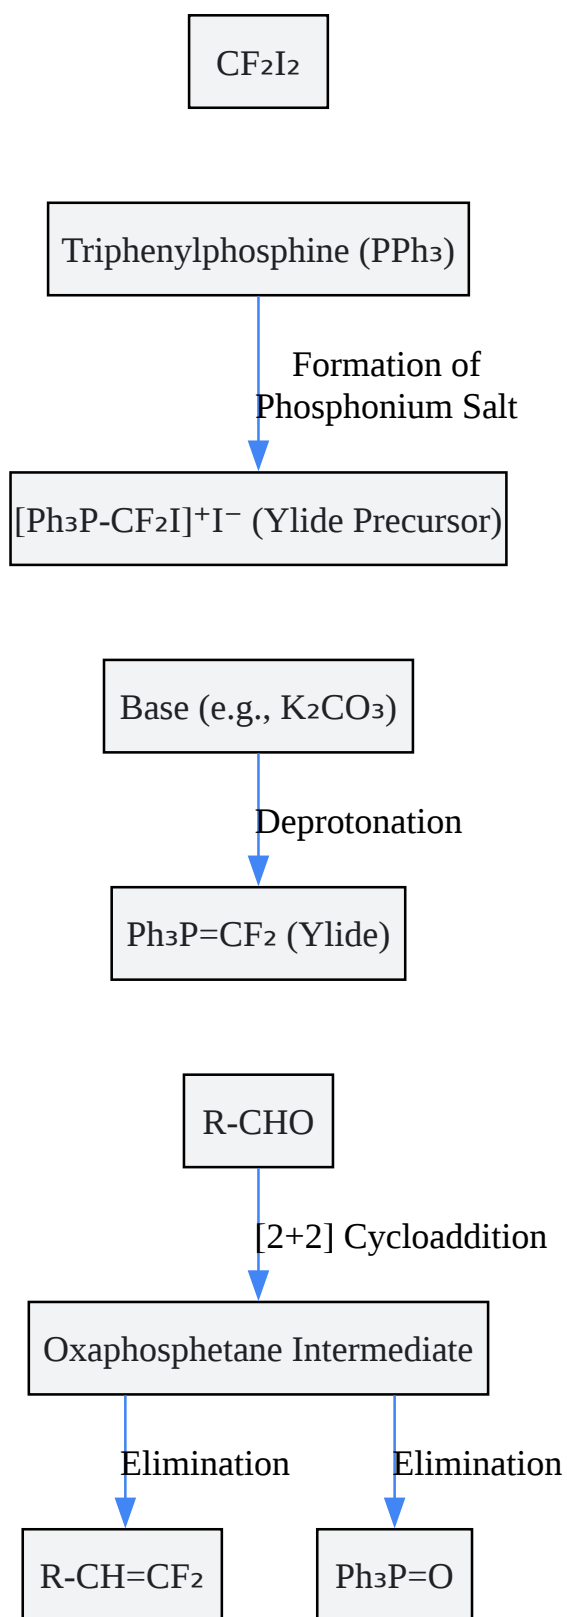 CF₂I₂
Triphenylphosphine (PPh₃)
Formation of
Phosphonium Salt
[Ph₃P-CF₂I]⁺I⁻ (Ylide Precursor)
Base (e.g., K₂CO₃)
Deprotonation
Ph₃P=CF₂ (Ylide)
R-CHO
[2+2] Cycloaddition
Oxaphosphetane Intermediate
Elimination
Elimination
R-CH=CF₂
Ph₃P=O